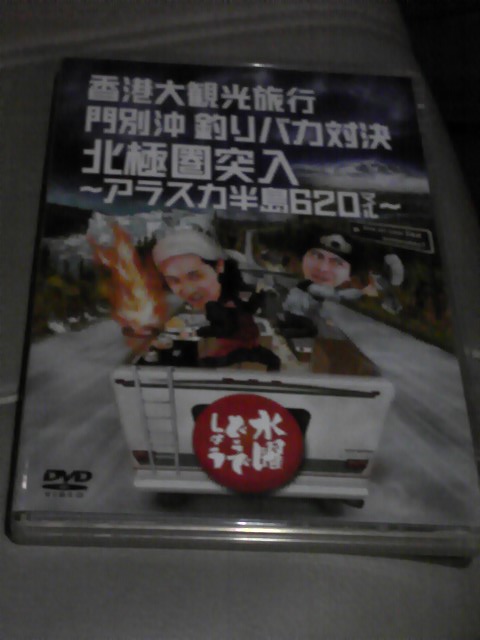 香港大観光旅行
門別沖 釣りバカ対決
北極圏突入
～アラスカ半島620マイル～
水曜
どうで
しょう
DVD
VIDEO